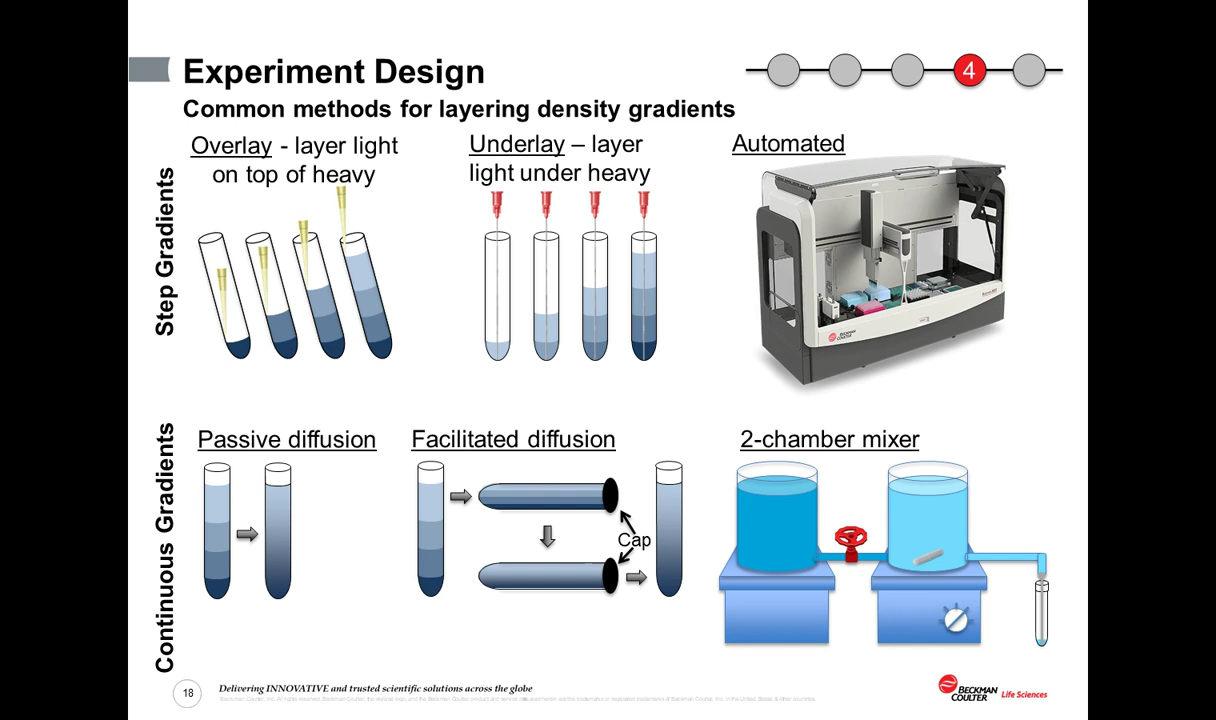 Experiment Design
4
Common methods for layering density gradients
Step Gradients
Overlay - layer light
on top of heavy
Underlay – layer
light under heavy
Automated
BECKMAN
COULTER
Continuous Gradients
Passive diffusion
Facilitated diffusion
Cap
2-chamber mixer
18
Delivering INNOVATIVE and trusted scientific solutions across the globe
BECKMAN
COULTER
Life Sciences